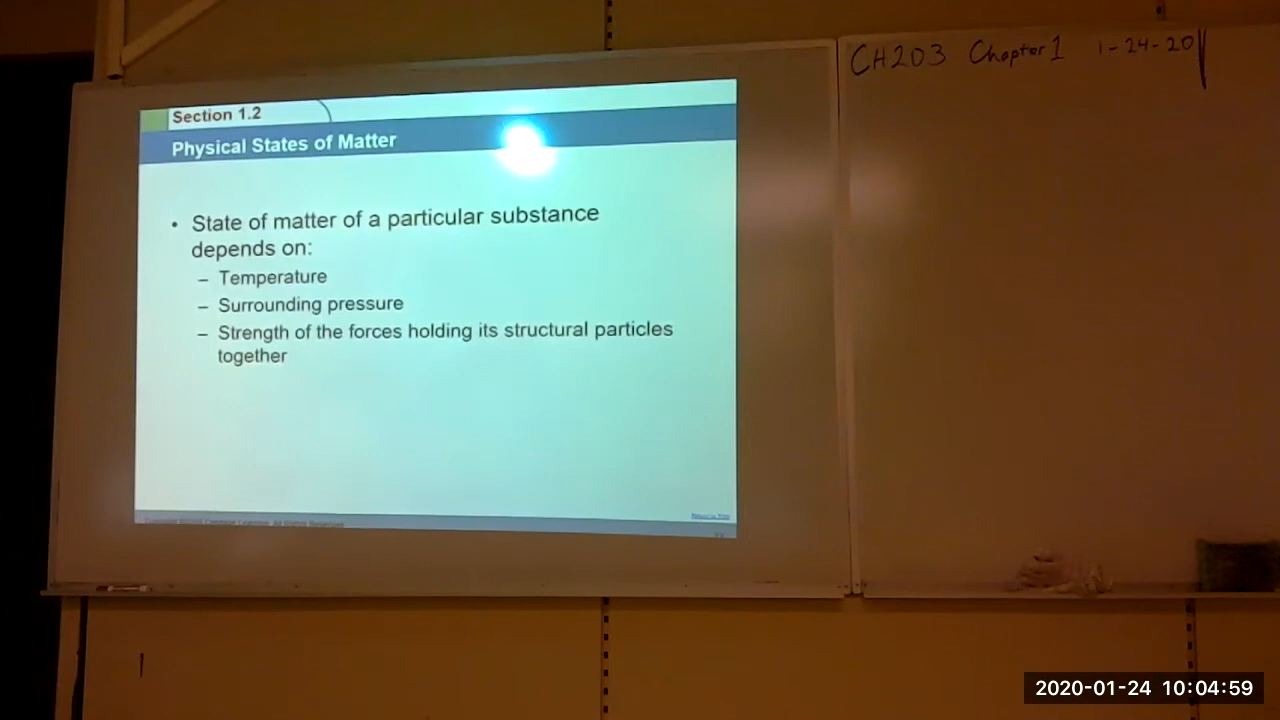 CH203 Chapter 1 1-24-20
Section 1.2
Physical States of Matter
• State of matter of a particular substance
depends on:
– Temperature
– Surrounding pressure
– Strength of the forces holding its structural particles
together
2020-01-24 10:04:59